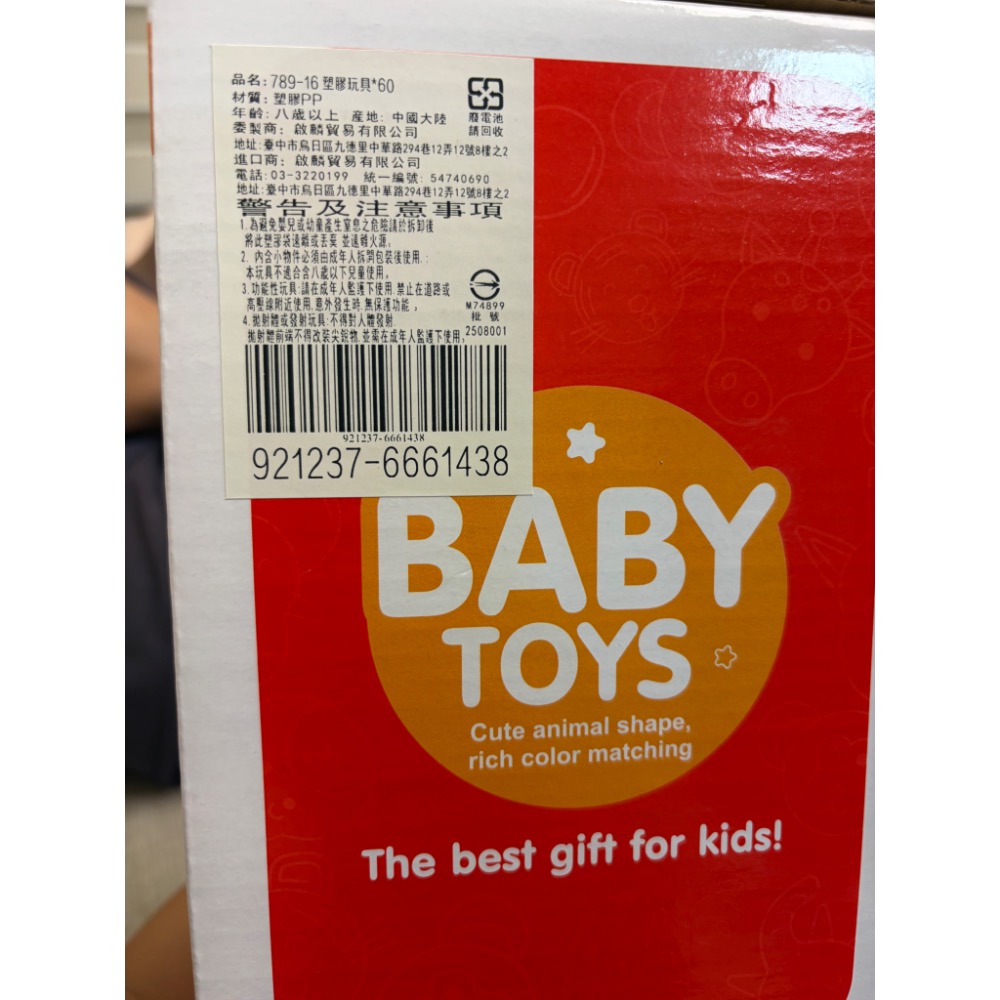 品名:789-16 塑膠玩具*60
材質:塑膠PP
年齡:八歲以上 產地:中國大陸
委製商:啟麟貿易有限公司
地址:臺中市烏日區九德里中華路294巷12弄12號8樓之2
進口商:啟麟貿易有限公司
電話:03-3220199 統一編號:54740690
地址:臺中市烏日區九德里中華路294巷12弄12號8樓之2
廢電池
請回收
警告及注意事項
1.為避免嬰兒或幼童產生窒息之危險請於拆卸後
將此塑膠袋遠離或丟棄 並遠離火源。
2. 內含小物件必須由成年人拆開包裝後使用.:
本玩具不適合含八歲以下兒童使用。
3.功能性玩具:請在成年人監護下使用.禁止在道路或
高壓線附近使用.意外發生時.無保護功能。
4.拋射體或發射玩具:不得對人體發射.
拋射體前端不得改裝尖銳物.並需在成年人監護下使用。
M74899
批號
2508001
921237-6661438
921237-6661438
BABY
TOYS
Cute animal shape,
rich color matching
The best gift for kids!